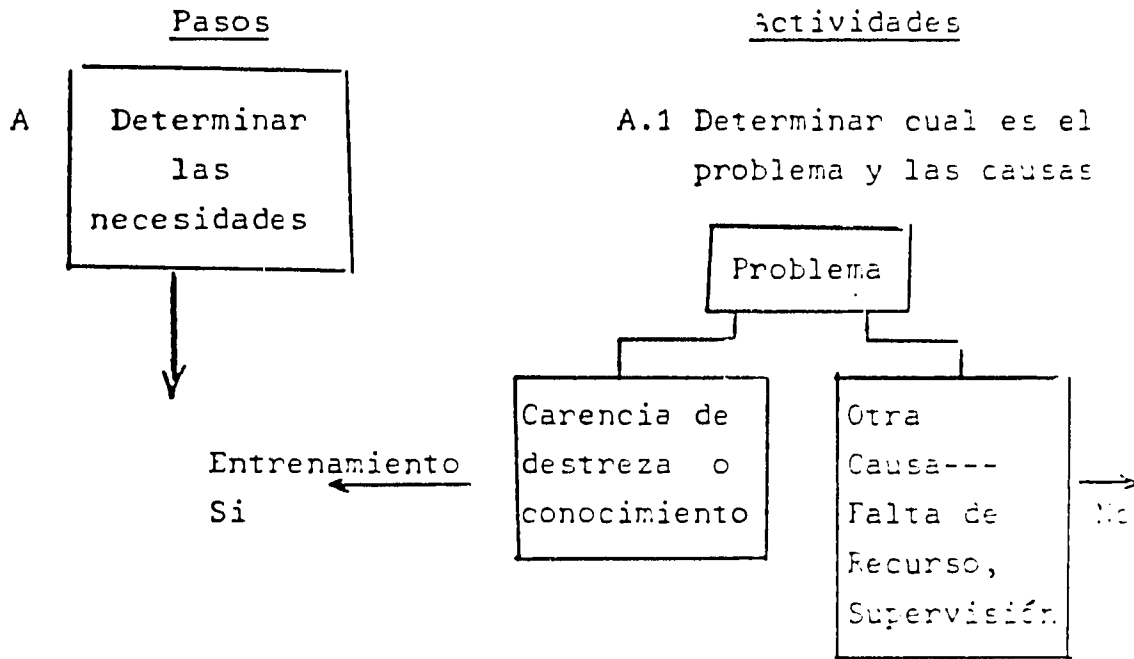 Pasos
Actividades
A
Determinar
las
necesidades
A.1 Determinar cual es el
problema y las causas
Problema
Carencia de
destreza o
conocimiento
Entrenamiento
Si
Otra
Causa---
Falta de
Recurso,
Supervisión
No